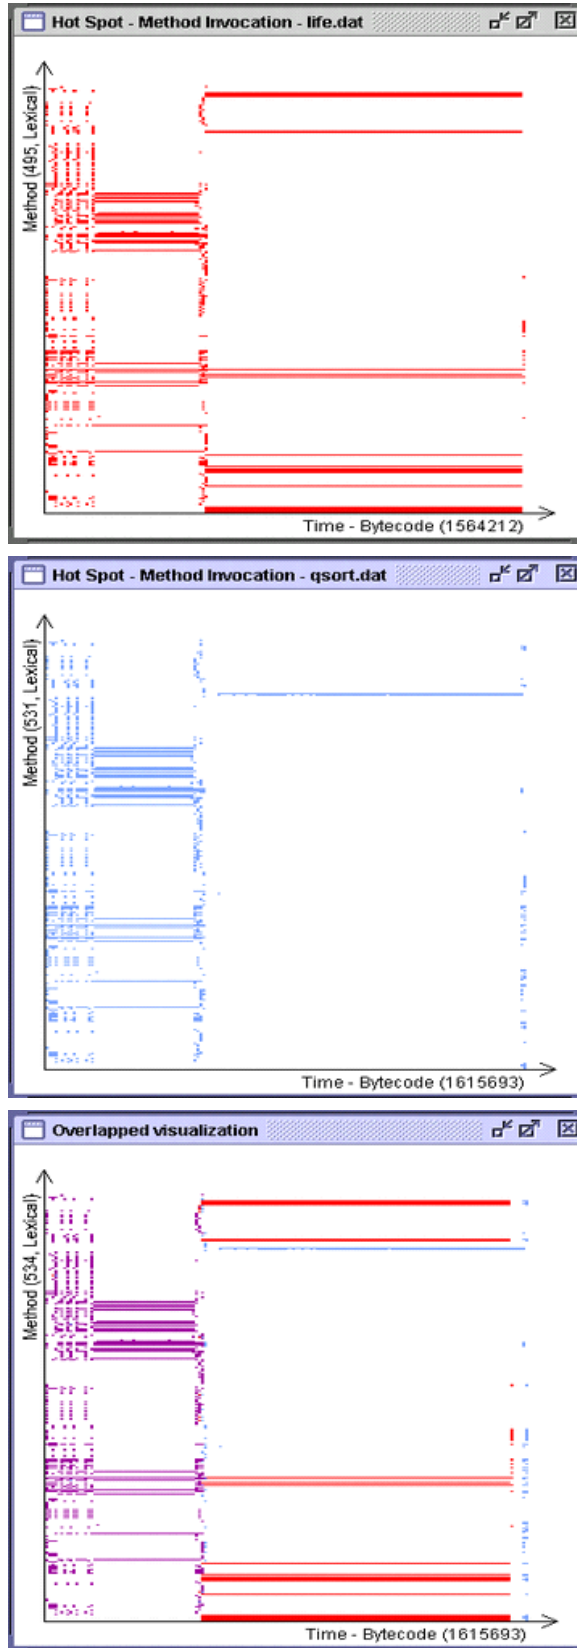 Hot Spot - Method Invocation - life.dat
Method (495, Lexical)
Time - Bytecode (1564212)
Hot Spot - Method Invocation - qsort.dat
Method (531, Lexical)
Time - Bytecode (1615693)
Overlapped visualization
Method (534, Lexical)
Time - Bytecode (1615693)